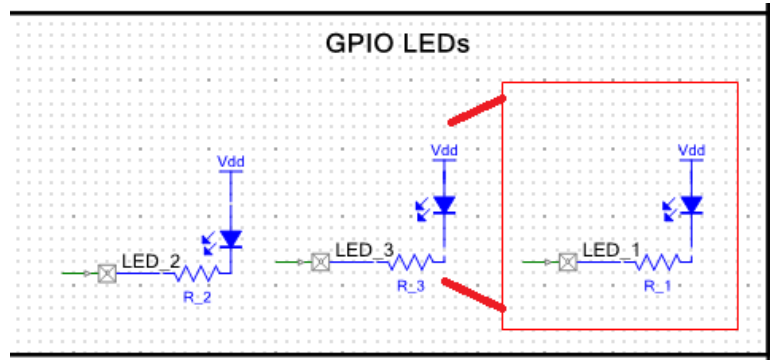 GPIO LEDs
Vdd
Vdd
Vdd
LED_2
LED_3
LED_1
R_2
R_3
R_1